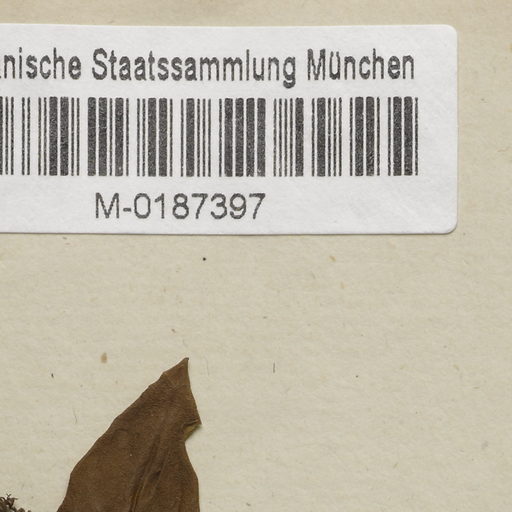 nische Staatssammlung München
M-0187397